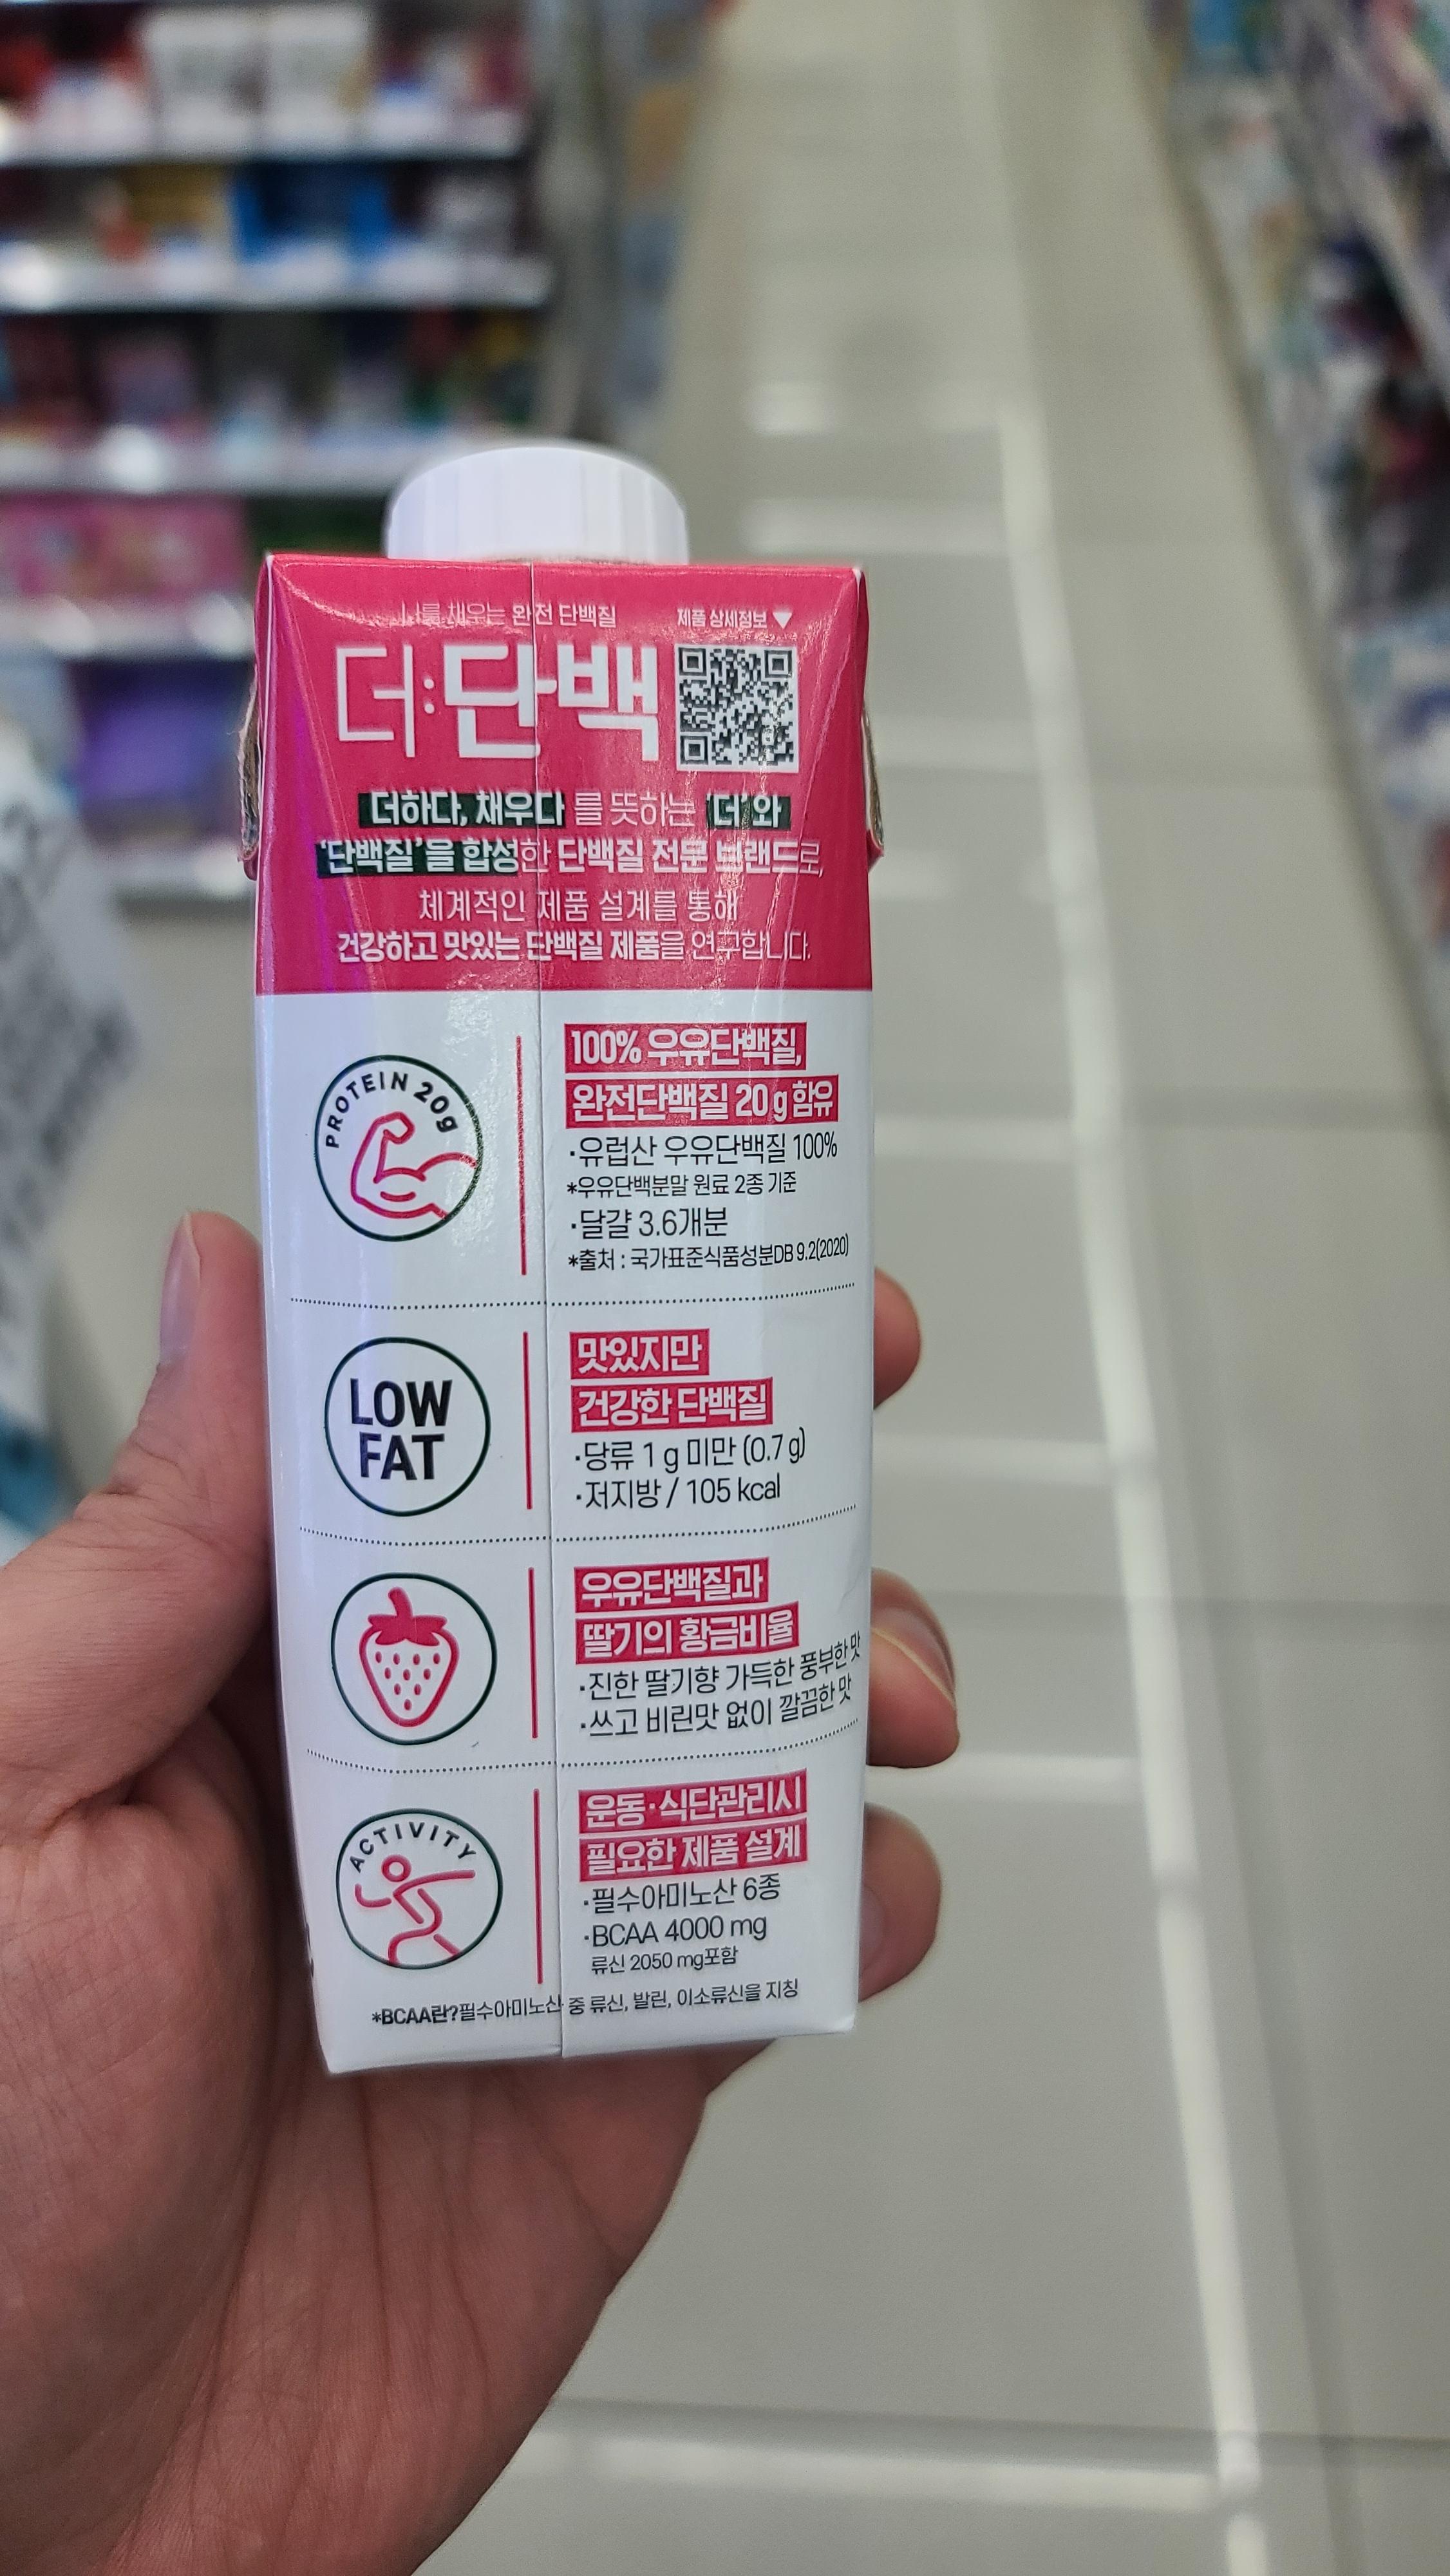 나를 채우는 완전 단백질
제품 상세정보 ▼
더:단백
더하다, 채우다 를 뜻하는 '더'와
'단백질'을 합성한 단백질 전문 브랜드로,
체계적인 제품 설계를 통해
건강하고 맛있는 단백질 제품을 연구합니다.
PROTEIN 20g
100% 우유단백질,
완전단백질 20 g 함유
·유럽산 우유단백질 100%
*우유단백분말 원료 2종 기준
·달걀 3.6개분
*출처 : 국가표준식품성분DB 9.2(2020)
LOW
FAT
맛있지만
건강한 단백질
·당류 1 g 미만 (0.7 g)
·저지방 / 105 kcal
우유단백질과
딸기의 황금비율
·진한 딸기향 가득한 풍부한 맛
·쓰고 비린맛 없이 깔끔한 맛
ACTIVITY
운동·식단관리시
필요한 제품 설계
·필수아미노산 6종
·BCAA 4000 mg
류신 2050 mg포함
*BCAA란?필수아미노산 중 류신, 발린, 이소류신을 지칭